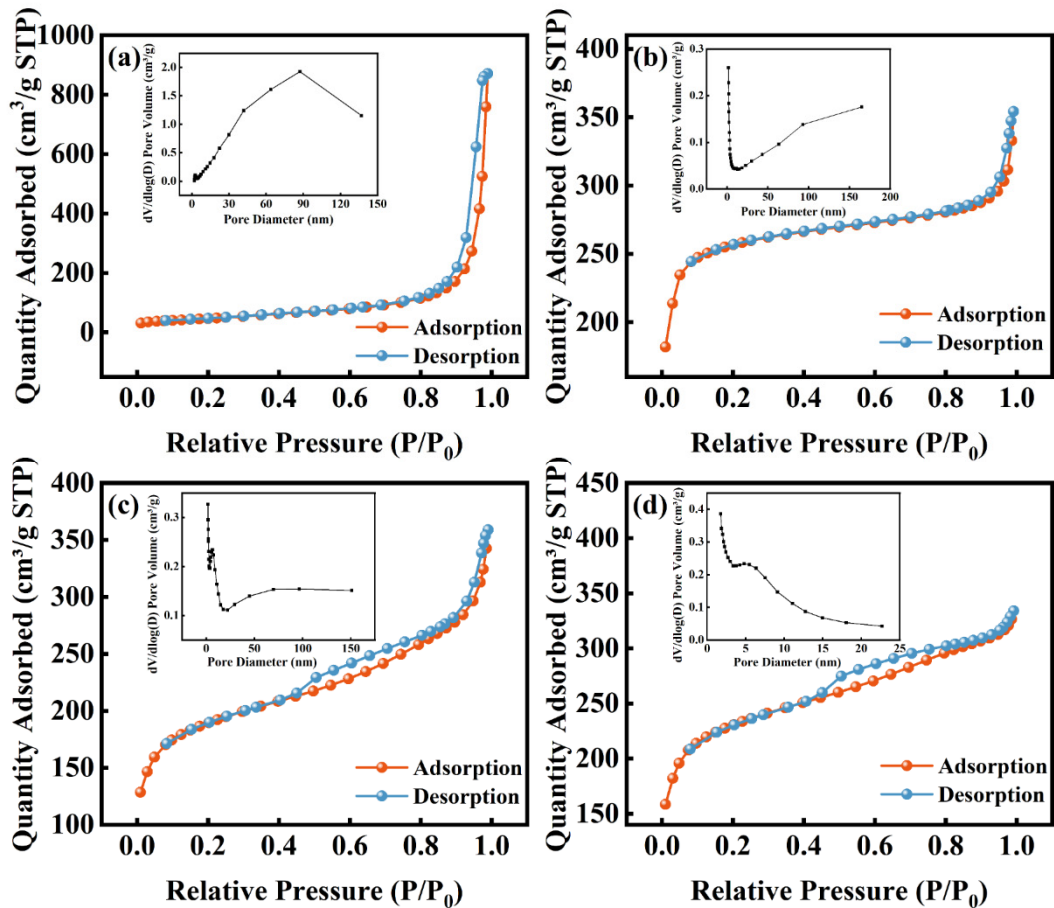 (a)
Quantity Adsorbed (cm³/g STP)
1000
800
600
400
200
0
0.0 0.2 0.4 0.6 0.8 1.0
Relative Pressure (P/P₀)
Adsorption
Desorption
dV/dlog(D) Pore Volume (cm³/g)
2.0
1.5
1.0
0.5
0.0
0 30 60 90 120 150
Pore Diameter (nm)
(b)
Quantity Adsorbed (cm³/g STP)
400
350
300
250
200
0.0 0.2 0.4 0.6 0.8 1.0
Relative Pressure (P/P₀)
Adsorption
Desorption
dV/dlog(D) Pore Volume (cm³/g)
0.3
0.2
0.1
0.0
0 50 100 150 200
Pore Diameter (nm)
(c)
Quantity Adsorbed (cm³/g STP)
400
350
300
250
200
150
100
0.0 0.2 0.4 0.6 0.8 1.0
Relative Pressure (P/P₀)
Adsorption
Desorption
dV/dlog(D) Pore Volume (cm³/g)
0.3
0.2
0.1
0 50 100 150
Pore Diameter (nm)
(d)
Quantity Adsorbed (cm³/g STP)
450
400
350
300
250
200
150
0.0 0.2 0.4 0.6 0.8 1.0
Relative Pressure (P/P₀)
Adsorption
Desorption
dV/dlog(D) Pore Volume (cm³/g)
0.4
0.3
0.2
0.1
0.0
0 5 10 15 20 25
Pore Diameter (nm)